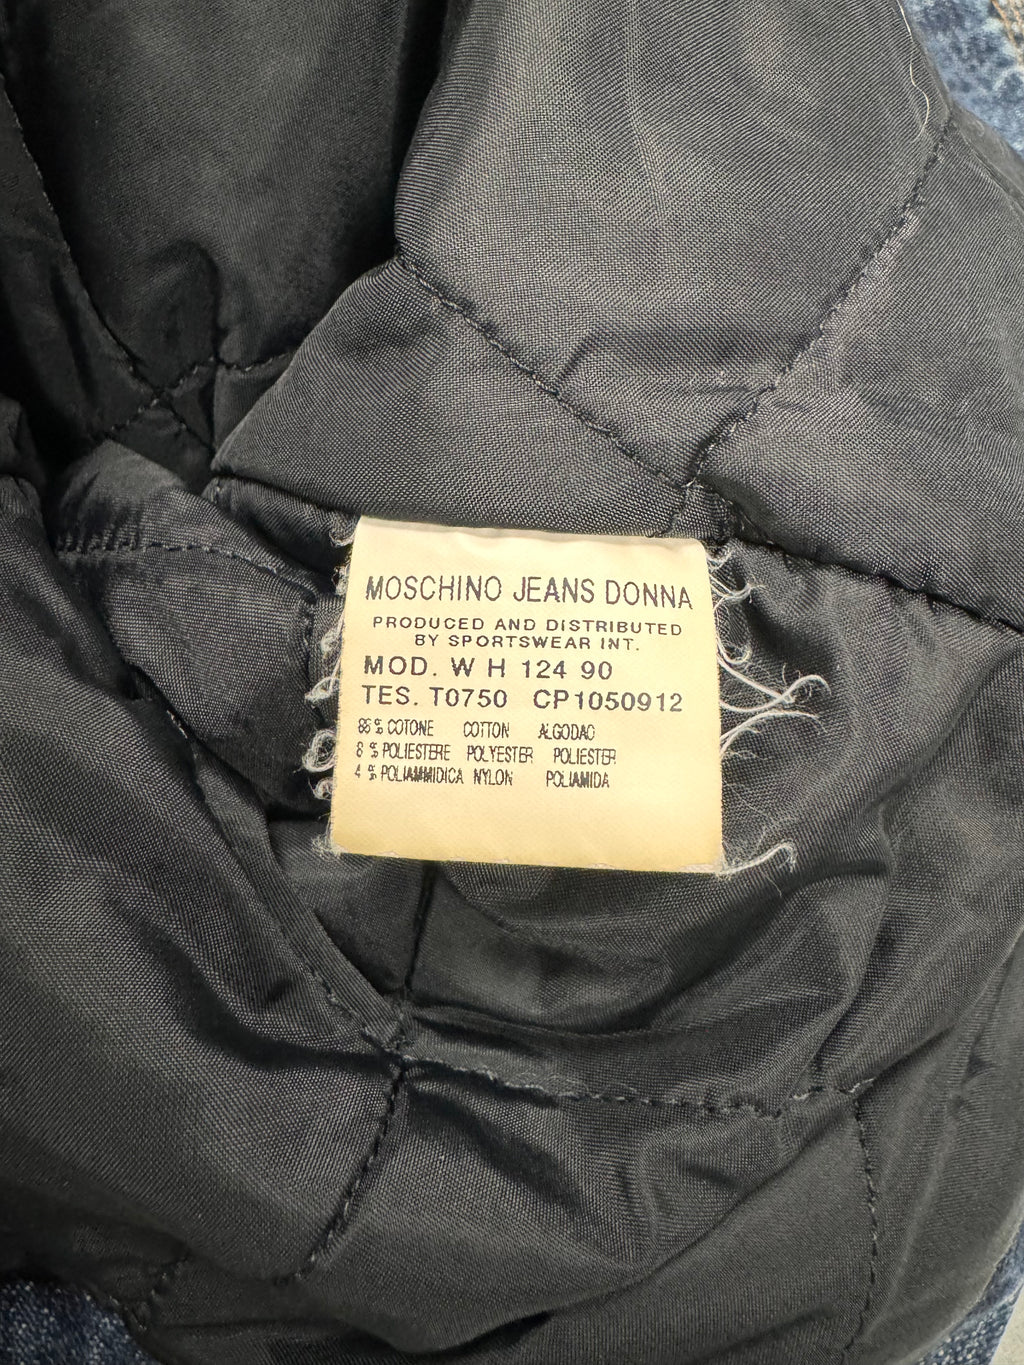 MOSCHINO JEANS DONNA
PRODUCED AND DISTRIBUTED
BY SPORTSWEAR INT.
MOD. W H 124 90
TES. T0750 CP1050912
% COTONE COTTON ALGODAO
8 % POLIESTERE POLYESTER POLIESTER
4 % POLIAMMIDICA NYLON POLIAMIDA